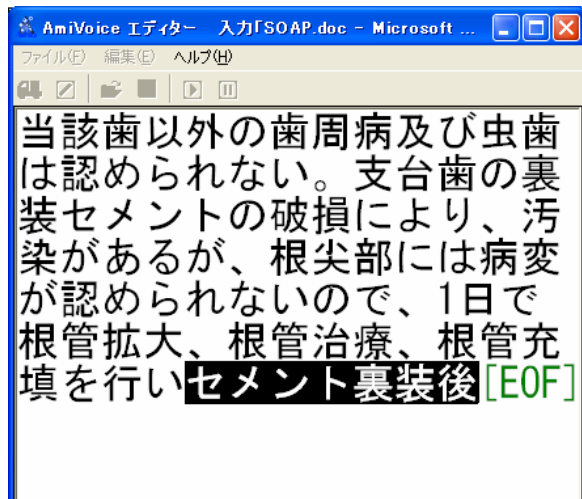 AmiVoice エディター 入力「SOAP.doc - Microsoft ...
ファイル(F) 編集(E) ヘルプ(H)
当該歯以外の歯周病及び虫歯
は認められない。支台歯の裏
装セメントの破損により、汚
染があるが、根尖部には病変
が認められないので、1日で
根管拡大、根管治療、根管充
填を行いセメント裏装後[EOF]